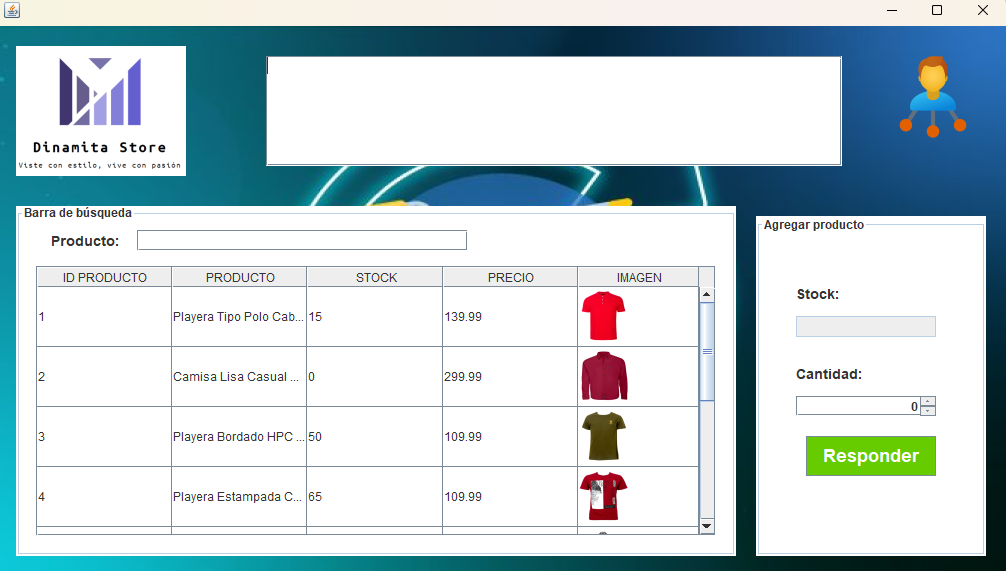 Dinamita Store
Viste con estilo, vive con pasión
Barra de búsqueda
Producto:
ID PRODUCTO PRODUCTO STOCK PRECIO IMAGEN
1 Playera Tipo Polo Cab... 15 139.99
2 Camisa Lisa Casual ... 0 299.99
3 Playera Bordado HPC ... 50 109.99
4 Playera Estampada C... 65 109.99
Agregar producto
Stock:
Cantidad:
0
Responder